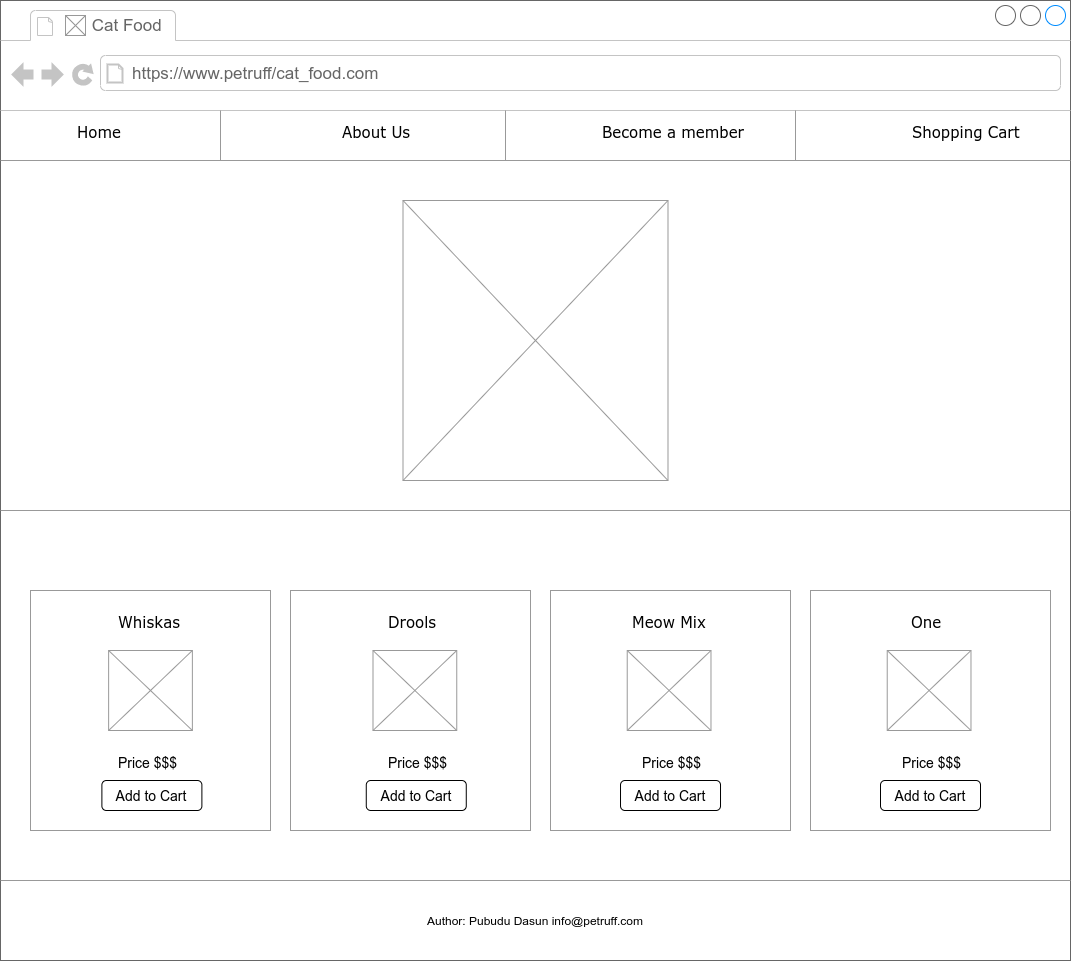 Cat Food
https://www.petruff/cat_food.com
Home
About Us
Become a member
Shopping Cart
Whiskas
Drools
Meow Mix
One
Price $$$
Price $$$
Price $$$
Price $$$
Add to Cart
Add to Cart
Add to Cart
Add to Cart
Author: Pubudu Dasun info@petruff.com